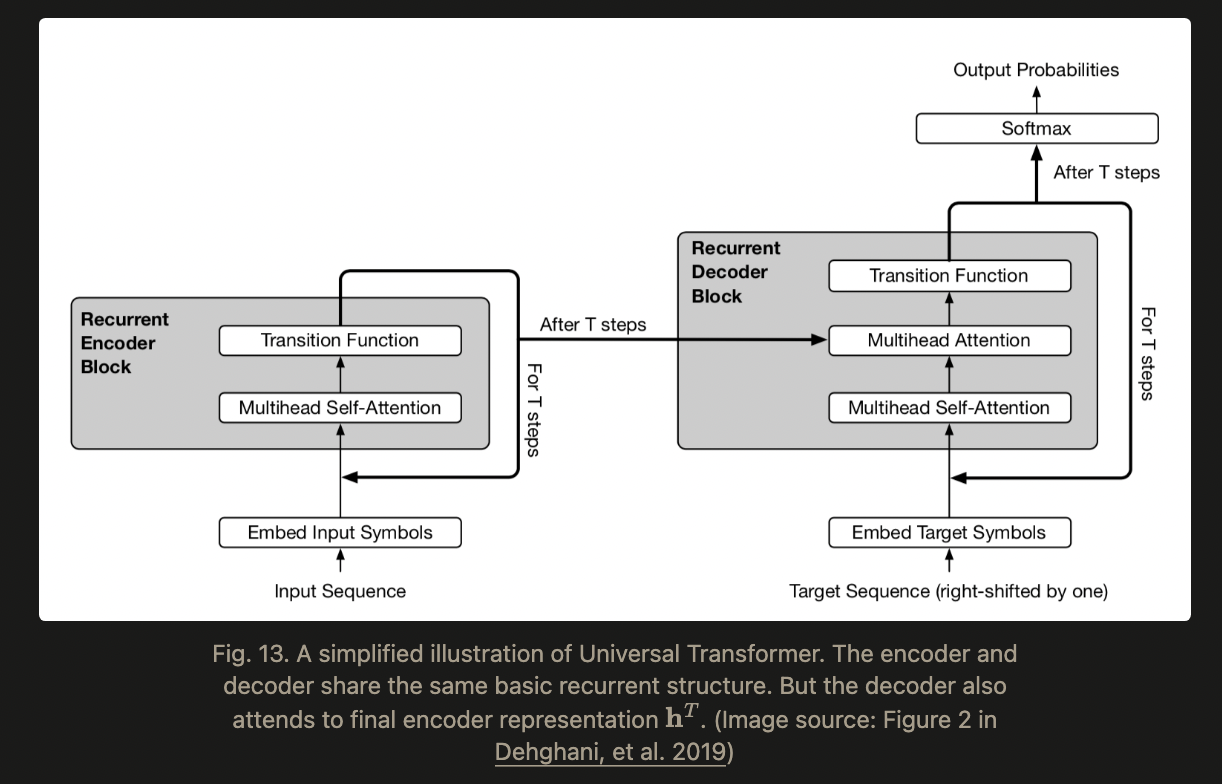 Output Probabilities
Softmax
After T steps
Recurrent
Decoder
Block
Transition Function
Multihead Attention
Multihead Self-Attention
For T steps
Embed Target Symbols
Target Sequence (right-shifted by one)
After T steps
Recurrent
Encoder
Block
Transition Function
Multihead Self-Attention
For T steps
Embed Input Symbols
Input Sequence
Fig. 13. A simplified illustration of Universal Transformer. The encoder and
decoder share the same basic recurrent structure. But the decoder also
attends to final encoder representation h^T. (Image source: Figure 2 in
Dehghani, et al. 2019)